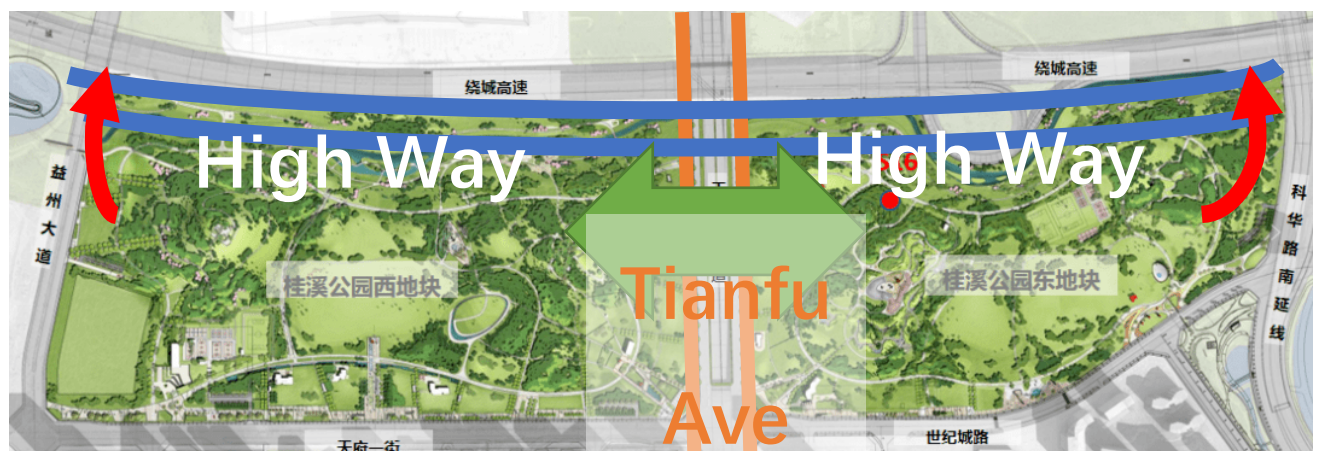 绕城高速
绕城高速
High Way
High Way
益州大道
科华路南延线
桂溪公园西地块
桂溪公园东地块
Tianfu
Ave
天府一街
世纪城路